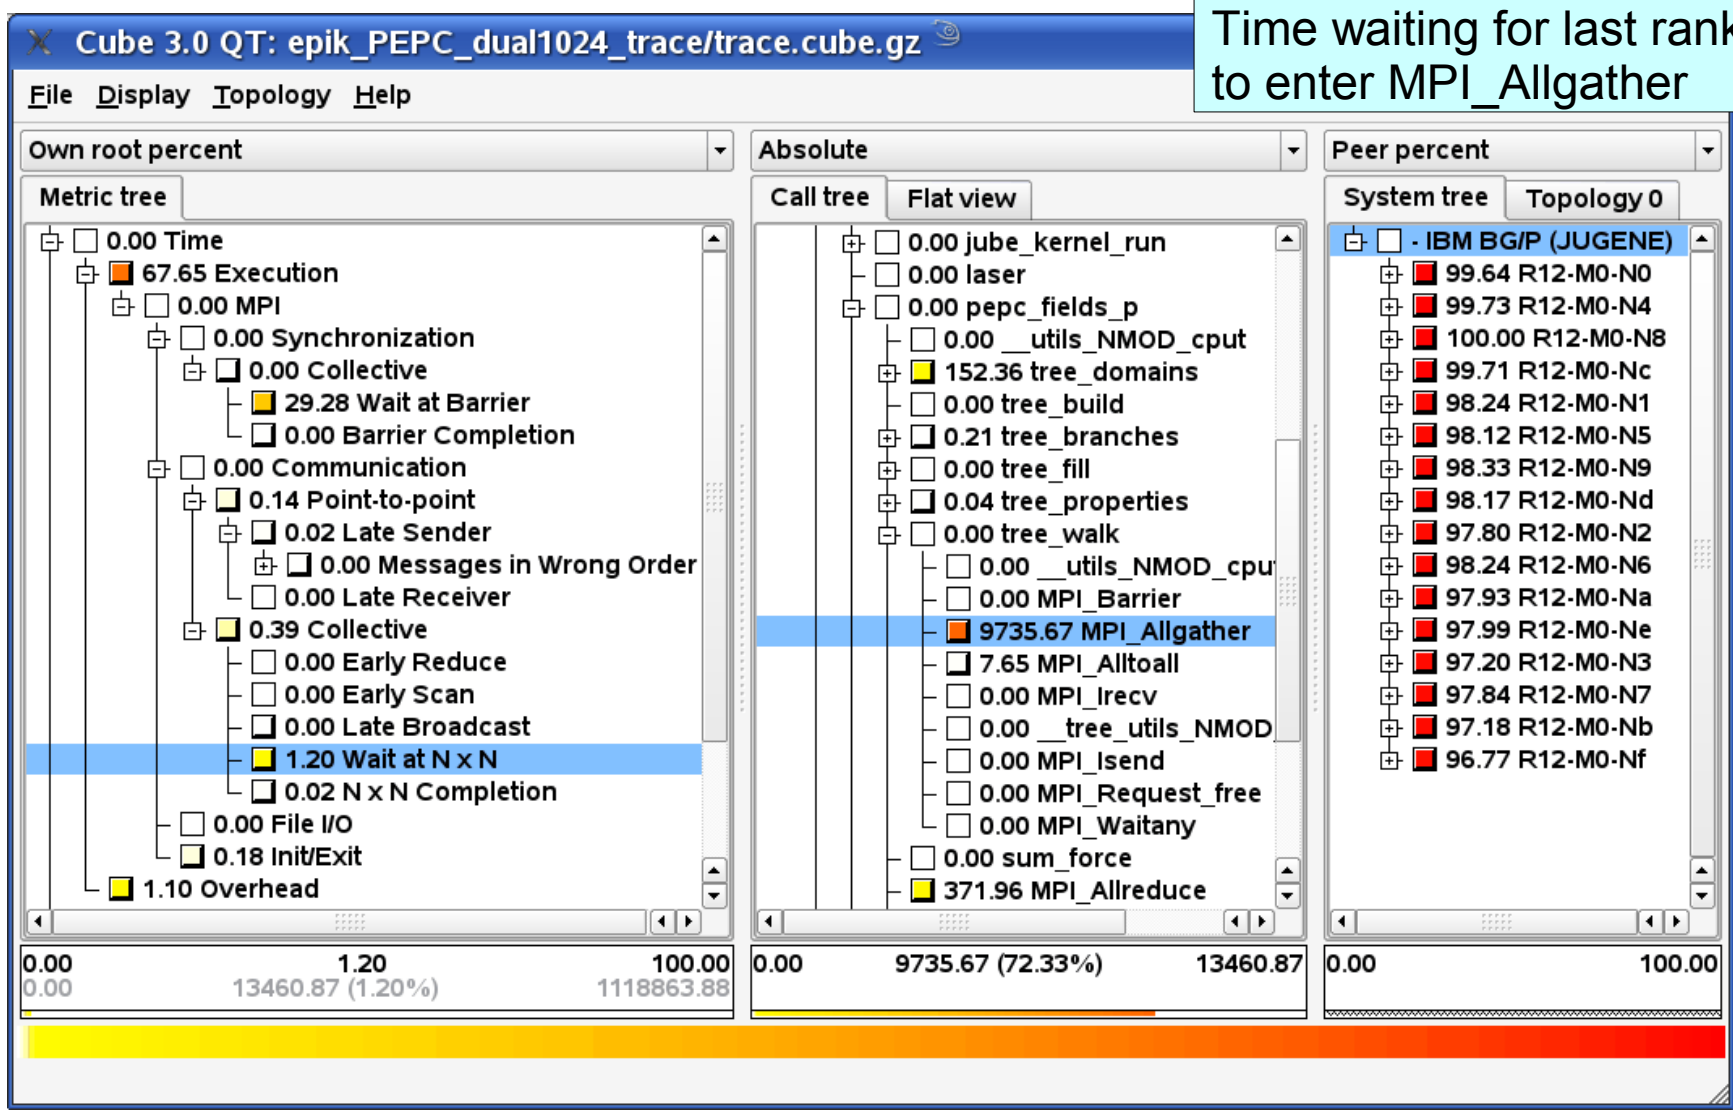 Time waiting for last rank
to enter MPI_Allgather
Cube 3.0 QT: epik_PEPC_dual1024_trace/trace.cube.gz
File Display Topology Help
Own root percent
Metric tree
0.00 Time
67.65 Execution
0.00 MPI
0.00 Synchronization
0.00 Collective
29.28 Wait at Barrier
0.00 Barrier Completion
0.00 Communication
0.14 Point-to-point
0.02 Late Sender
0.00 Messages in Wrong Order
0.00 Late Receiver
0.39 Collective
0.00 Early Reduce
0.00 Early Scan
0.00 Late Broadcast
1.20 Wait at N x N
0.02 N x N Completion
0.00 File I/O
0.18 Init/Exit
1.10 Overhead
0.00 1.20 100.00
0.00 13460.87 (1.20%) 1118863.88
Absolute
Call tree Flat view
0.00 jube_kernel_run
0.00 laser
0.00 pepc_fields_p
0.00 __utils_NMOD_cput
152.36 tree_domains
0.00 tree_build
0.21 tree_branches
0.00 tree_fill
0.04 tree_properties
0.00 tree_walk
0.00 __utils_NMOD_cpu
0.00 MPI_Barrier
9735.67 MPI_Allgather
7.65 MPI_Alltoall
0.00 MPI_Irecv
0.00 __tree_utils_NMOD_
0.00 MPI_Isend
0.00 MPI_Request_free
0.00 MPI_Waitany
0.00 sum_force
371.96 MPI_Allreduce
0.00 9735.67 (72.33%) 13460.87
Peer percent
System tree Topology 0
- IBM BG/P (JUGENE)
99.64 R12-M0-N0
99.73 R12-M0-N4
100.00 R12-M0-N8
99.71 R12-M0-Nc
98.24 R12-M0-N1
98.12 R12-M0-N5
98.33 R12-M0-N9
98.17 R12-M0-Nd
97.80 R12-M0-N2
98.24 R12-M0-N6
97.93 R12-M0-Na
97.99 R12-M0-Ne
97.20 R12-M0-N3
97.84 R12-M0-N7
97.18 R12-M0-Nb
96.77 R12-M0-Nf
0.00 100.00